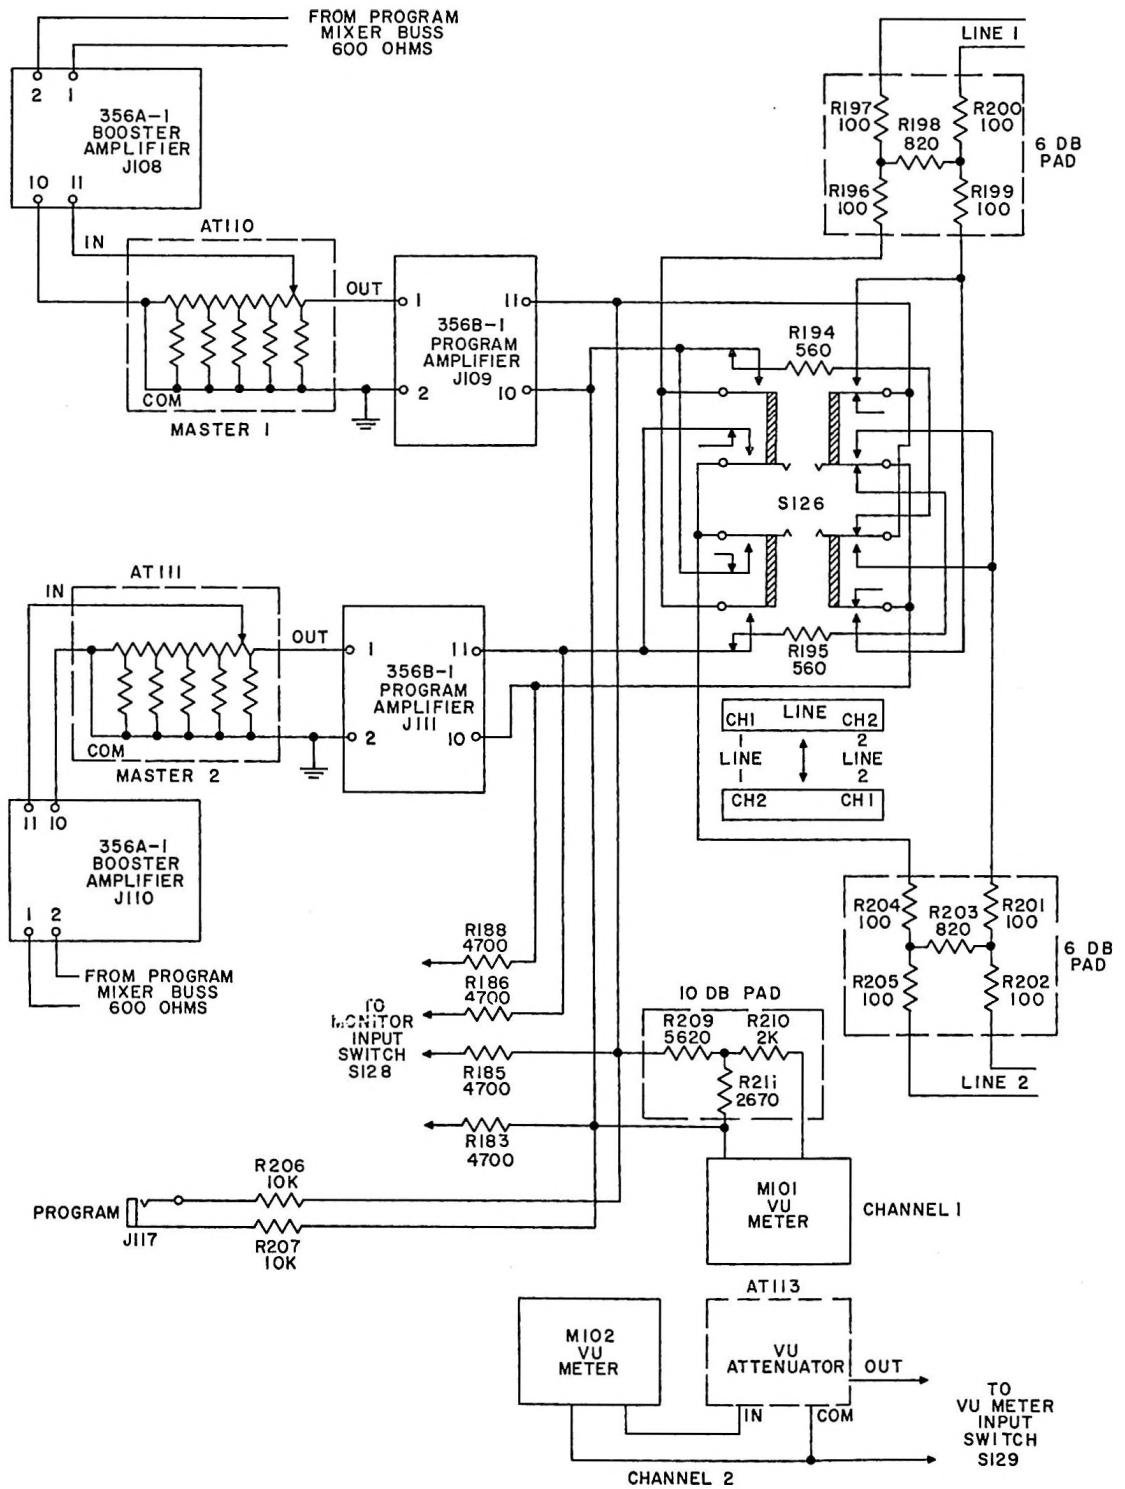 FROM PROGRAM
MIXER BUSS
600 OHMS
LINE 1
2 1
356A-1
BOOSTER
AMPLIFIER
J108
10 11
R197
100
R198
820
R200
100
6 DB
PAD
R196
100
R199
100
AT110
IN
OUT
COM
MASTER 1
1
11
356B-1
PROGRAM
AMPLIFIER
J109
2
10
R194
560
S126
R195
560
AT111
IN
OUT
COM
MASTER 2
1
11
356B-1
PROGRAM
AMPLIFIER
J111
2
10
CH1 LINE CH2
1 2
LINE LINE
1 2
CH2 CH1
11 10
356A-1
BOOSTER
AMPLIFIER
J110
1 2
FROM PROGRAM
MIXER BUSS
600 OHMS
R204
100
R203
820
R201
100
6 DB
PAD
R205
100
R202
100
LINE 2
R188
4700
R186
4700
TO
MONITOR
INPUT
SWITCH
S128
R185
4700
R183
4700
10 DB PAD
R209
5620
R210
2K
R211
2670
R206
10K
PROGRAM
J117
R207
10K
M101
VU
METER
CHANNEL 1
AT113
M102
VU
METER
VU
ATTENUATOR
OUT
IN
COM
TO
VU METER
INPUT
SWITCH
S129
CHANNEL 2